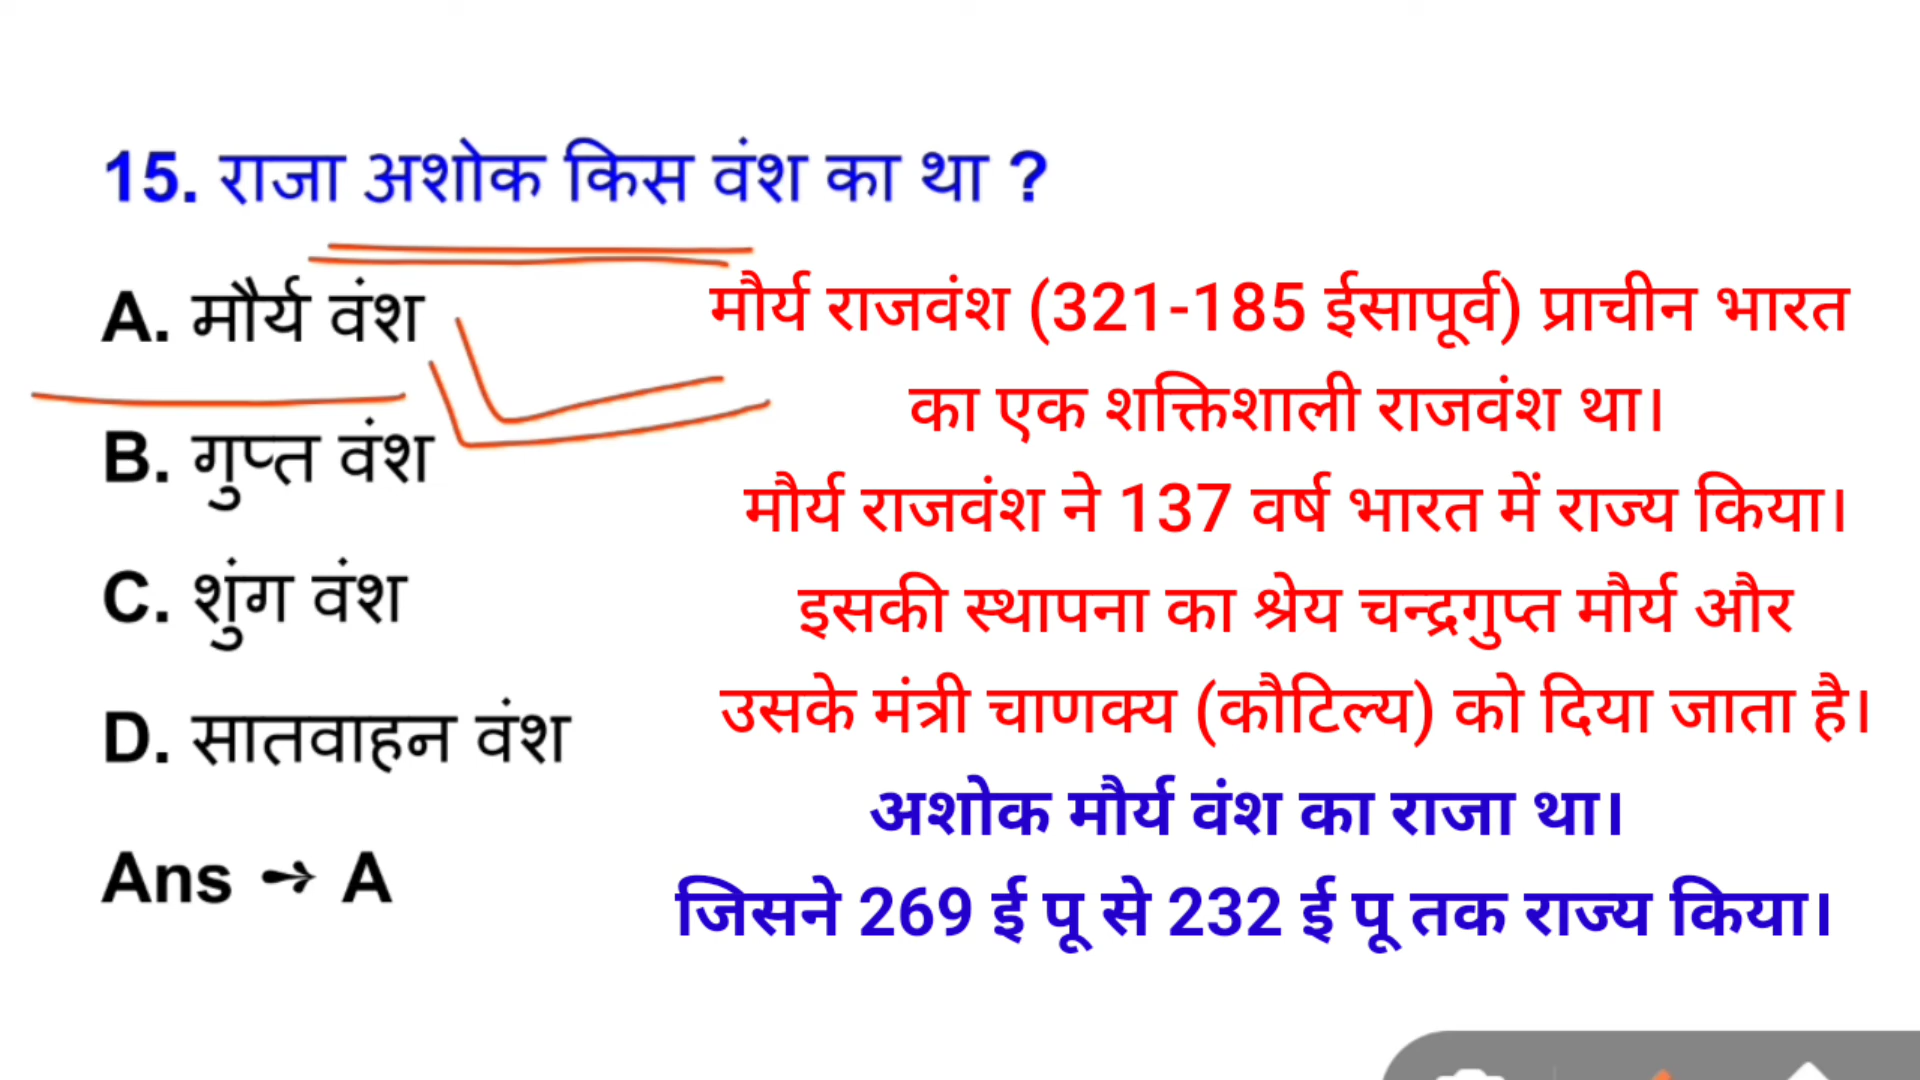 15. राजा अशोक किस वंश का था ?
A. मौर्य वंश
B. गुप्त वंश
C. शुंग वंश
D. सातवाहन वंश
Ans ➛ A
मौर्य राजवंश (321-185 ईसापूर्व) प्राचीन भारत
का एक शक्तिशाली राजवंश था।
मौर्य राजवंश ने 137 वर्ष भारत में राज्य किया।
इसकी स्थापना का श्रेय चन्द्रगुप्त मौर्य और
उसके मंत्री चाणक्य (कौटिल्य) को दिया जाता है।
अशोक मौर्य वंश का राजा था।
जिसने 269 ई पू से 232 ई पू तक राज्य किया।